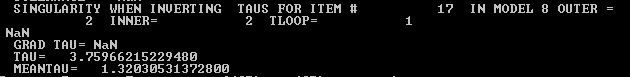 SINGULARITY WHEN INVERTING TAUS FOR ITEM # 17 IN MODEL 8 OUTER =
2 INNER= 2 TLOOP= 1
NaN
GRAD TAU= NaN
TAU= 3.75966215229480
MEANTAU= 1.32030531372800